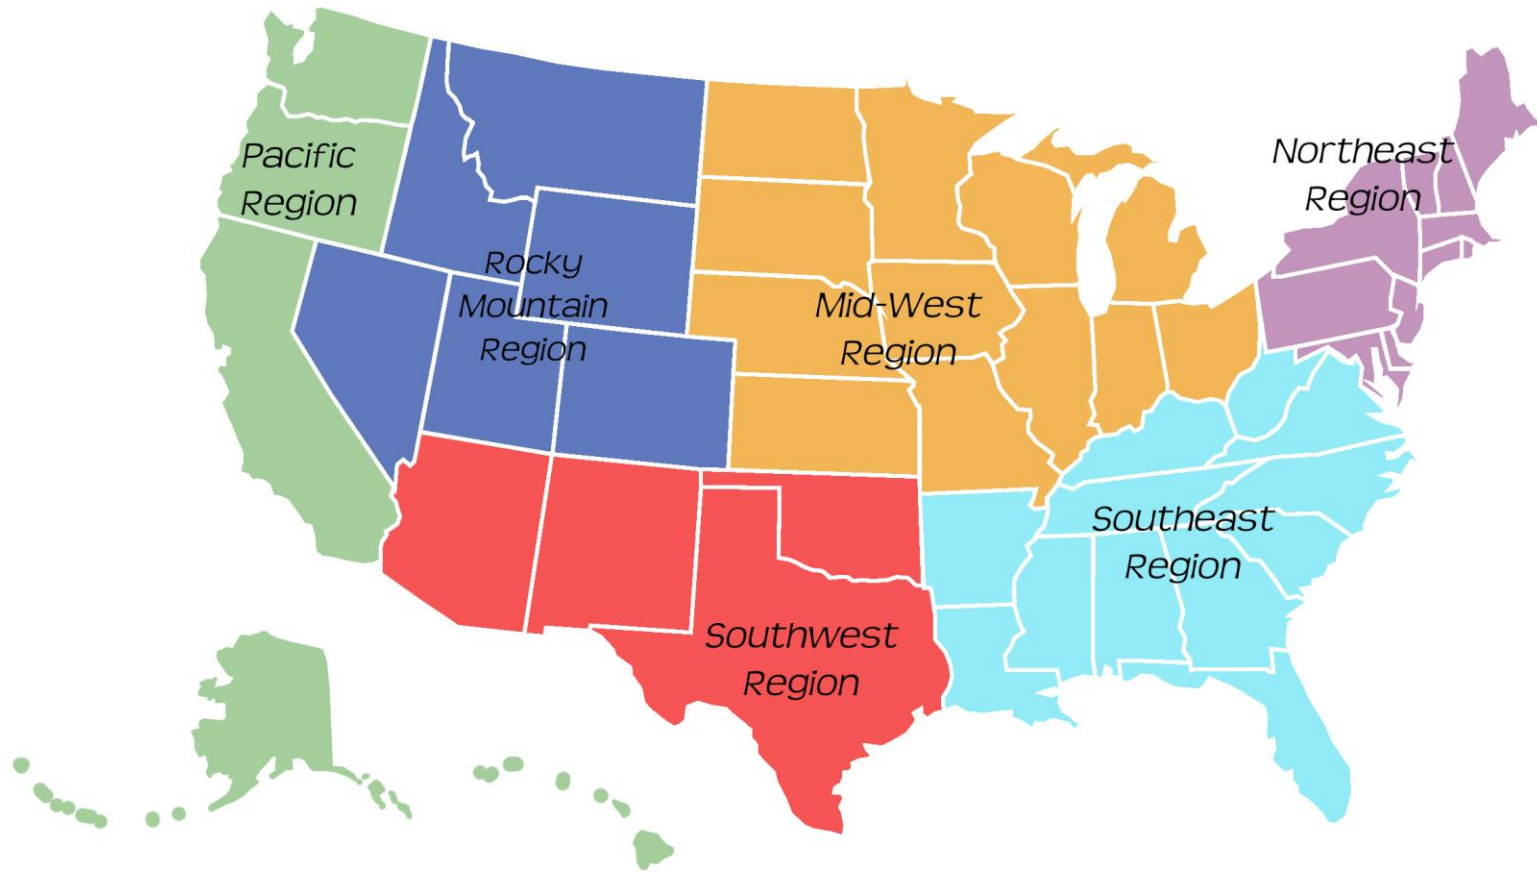 Pacific
Region
Rocky
Mountain
Region
Mid-West
Region
Northeast
Region
Southwest
Region
Southeast
Region